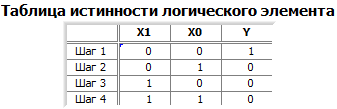 Таблица истинности логического элемента
X1 X0 Y
Шаг 1 0 0 1
Шаг 2 0 1 0
Шаг 3 1 0 0
Шаг 4 1 1 0